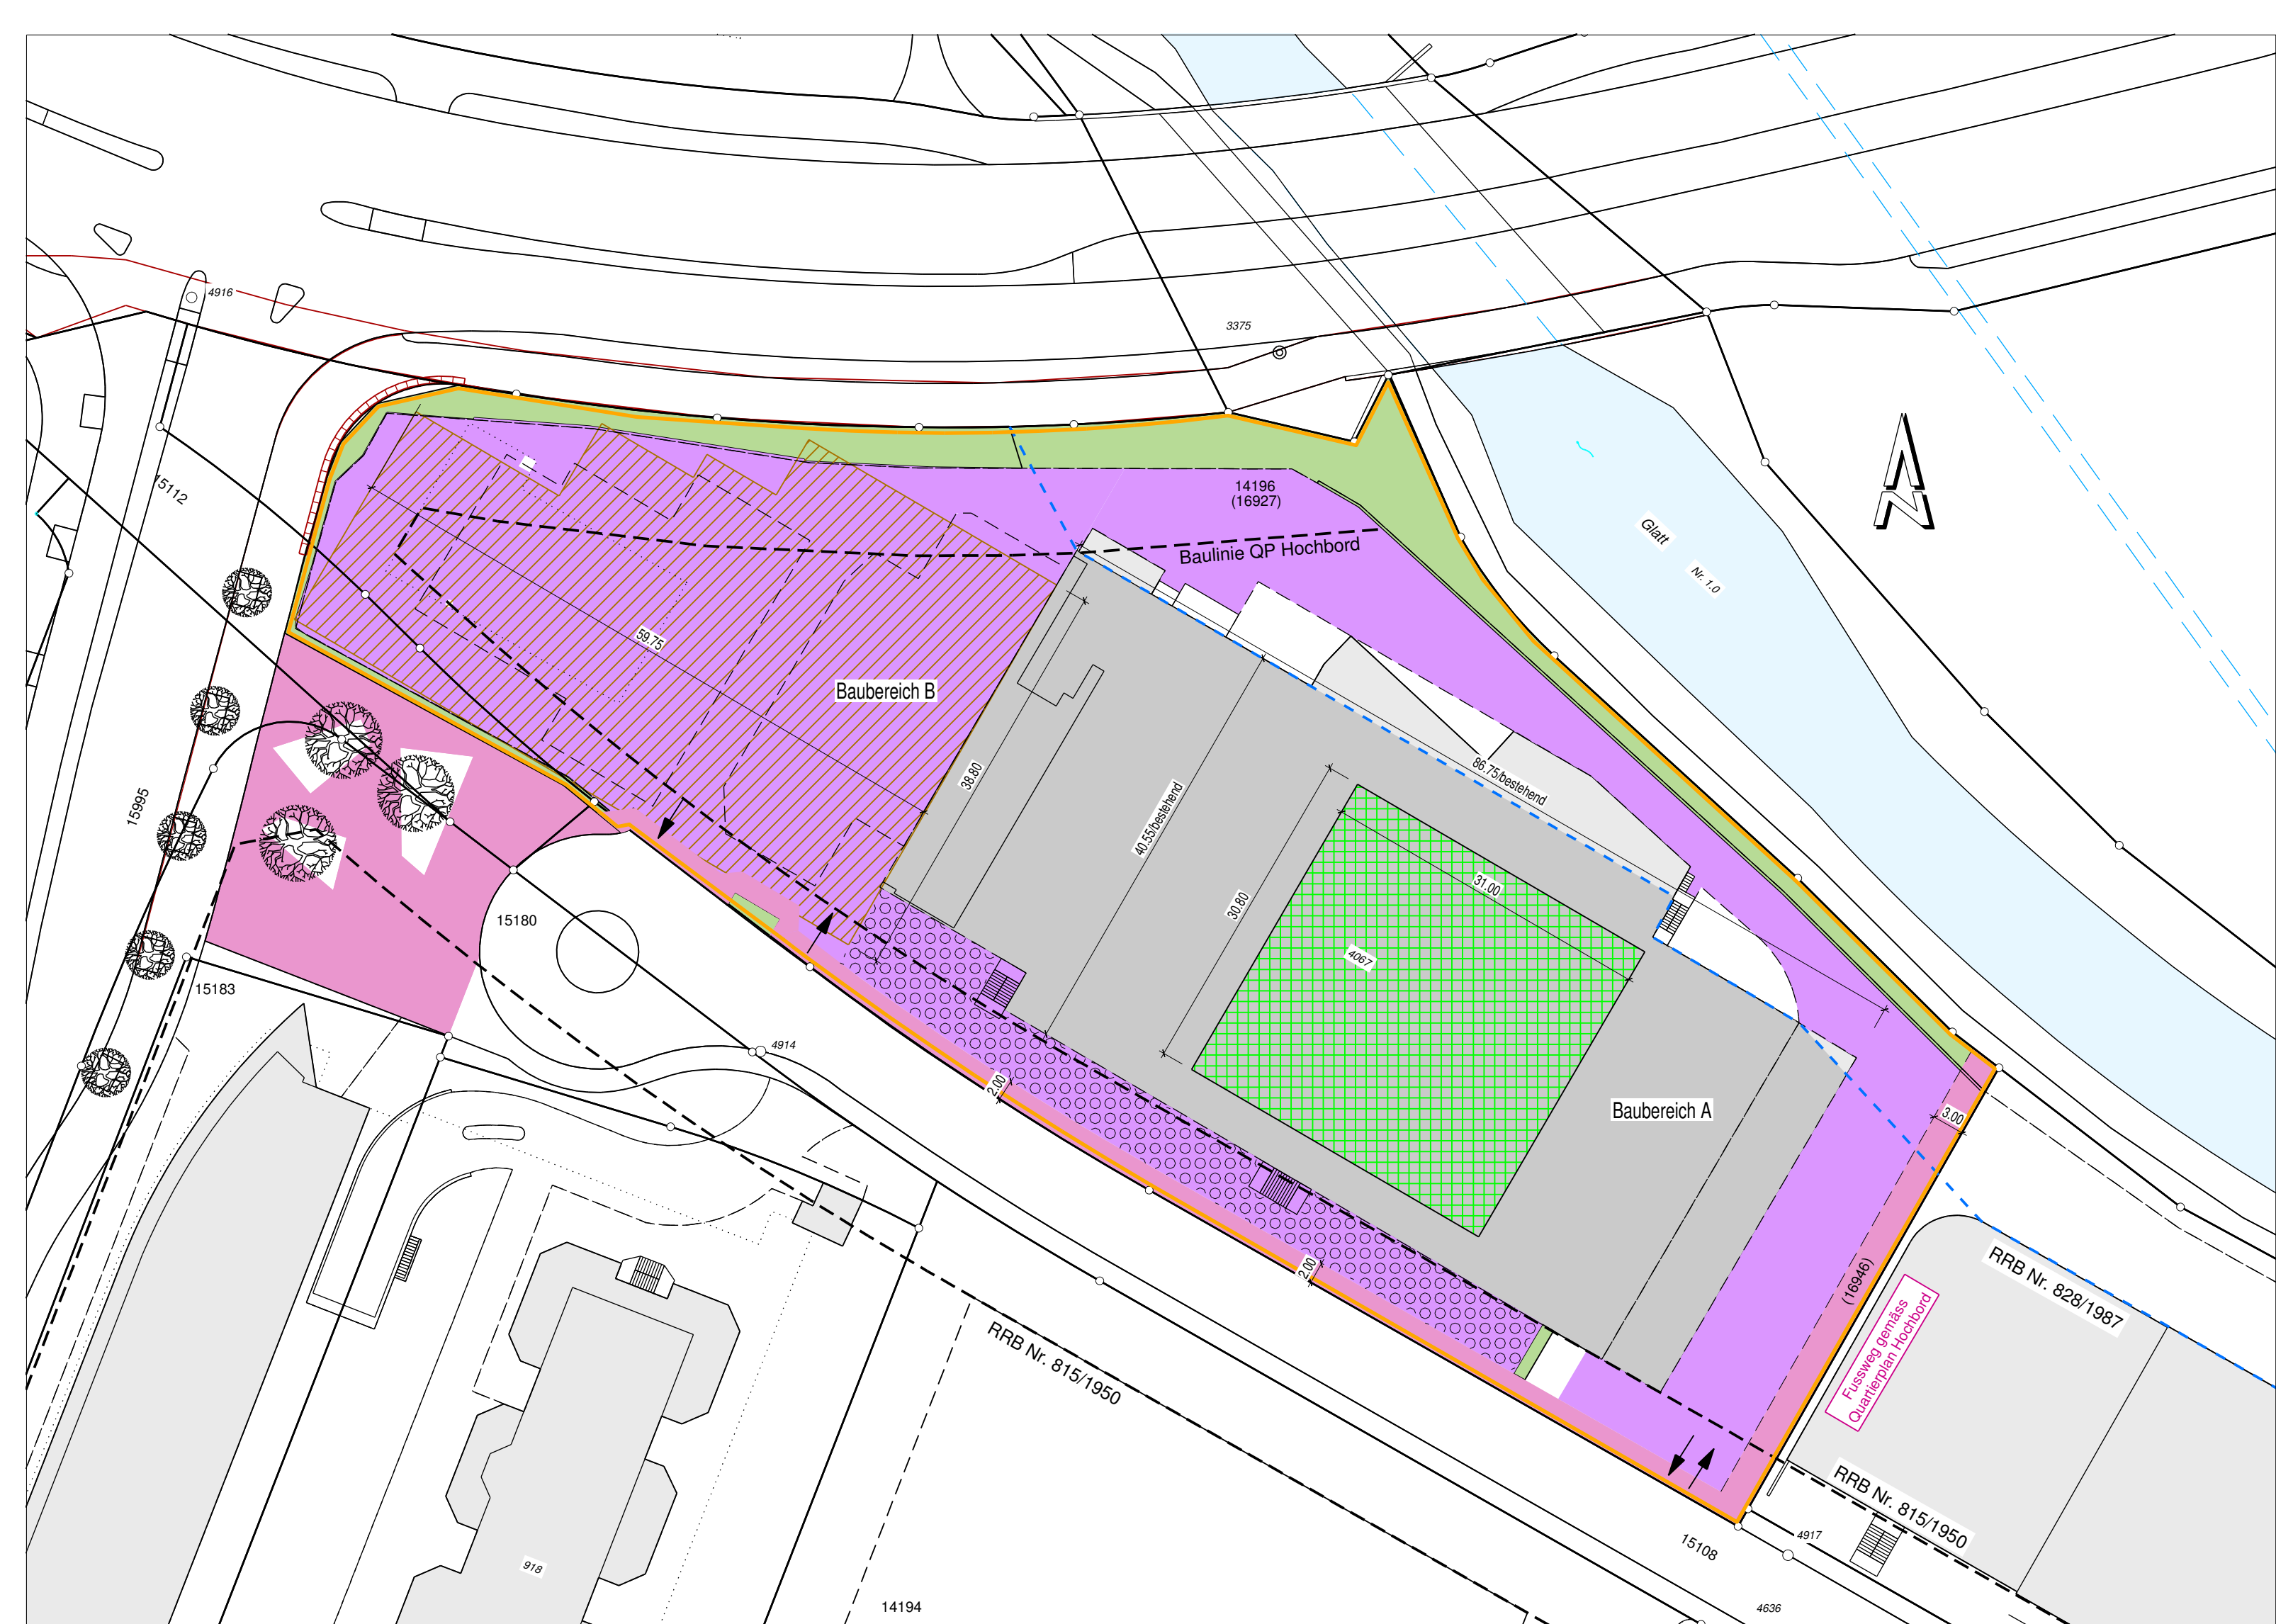 4916
3375
15112
14196
(16927)
Baulinie QP Hochbord
Glatt
Nr. 1.0
N
59.75
Baubereich B
38.80
40.55/bestehend
86.75/bestehend
15995
31.00
30.80
4067
15180
15183
4914
2.00
Baubereich A
3.00
2.00
(16946)
RRB Nr. 828/1987
Fussweg gemäss
Quartierplan Hochbord
RRB Nr. 815/1950
RRB Nr. 815/1950
15108
4917
918
14194
4636